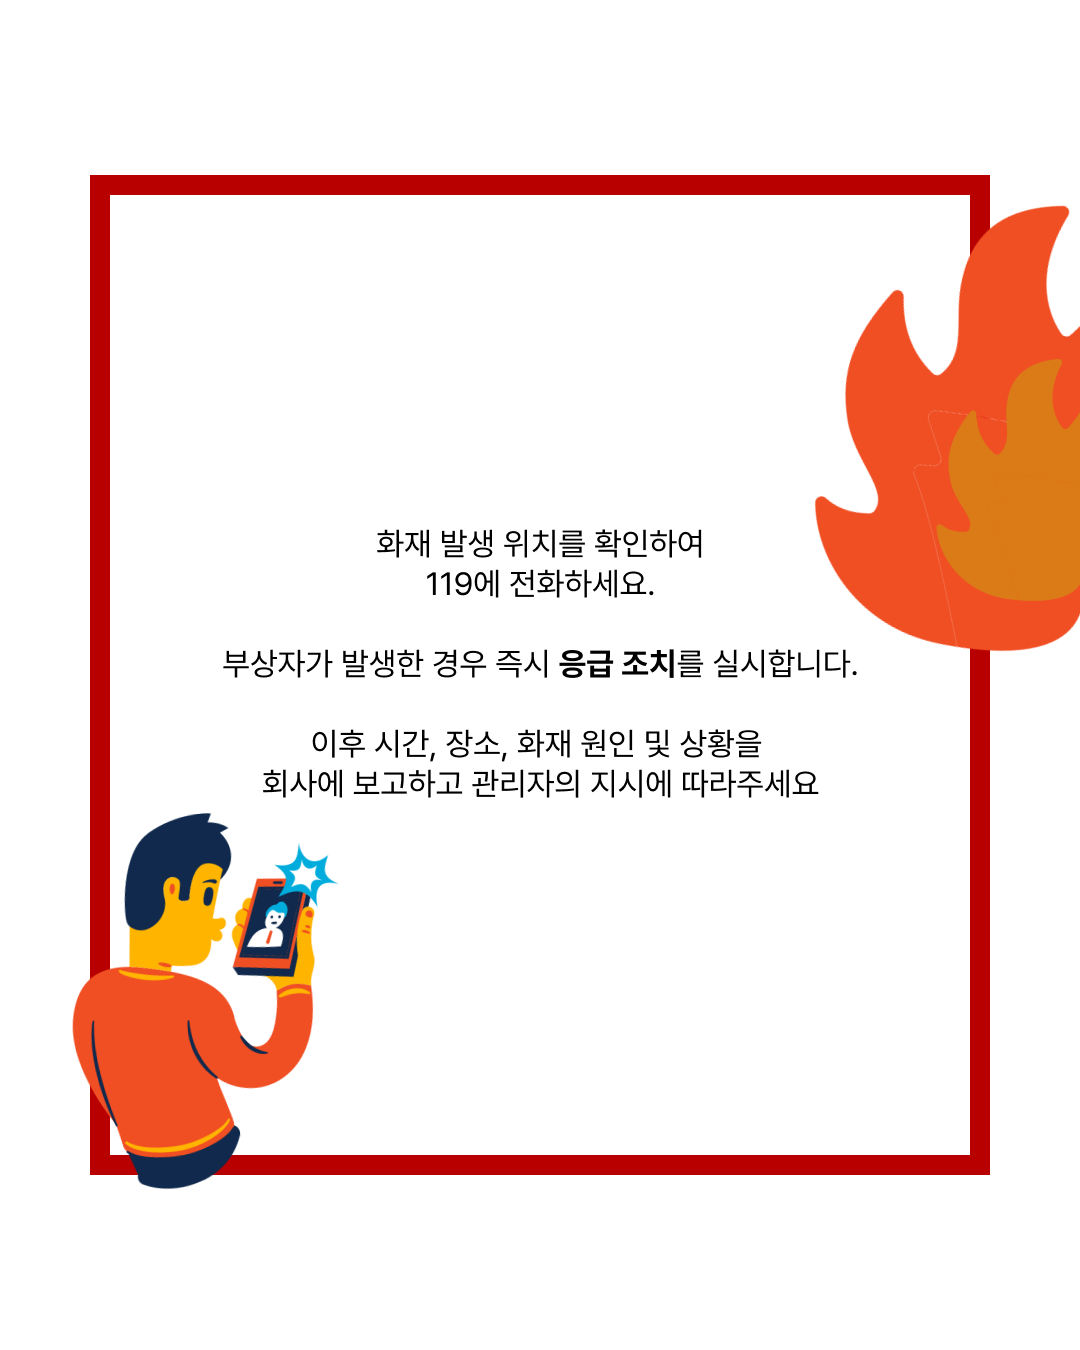 화재 발생 위치를 확인하여
119에 전화하세요.
부상자가 발생한 경우 즉시 응급 조치를 실시합니다.
이후 시간, 장소, 화재 원인 및 상황을
회사에 보고하고 관리자의 지시에 따라주세요